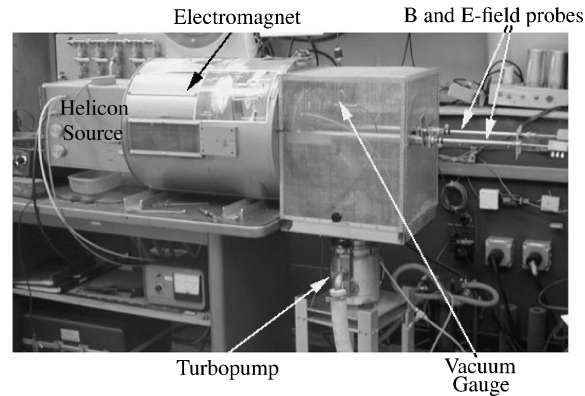 Electromagnet
B and E-field probes
Helicon
Source
Turbopump
Vacuum
Gauge